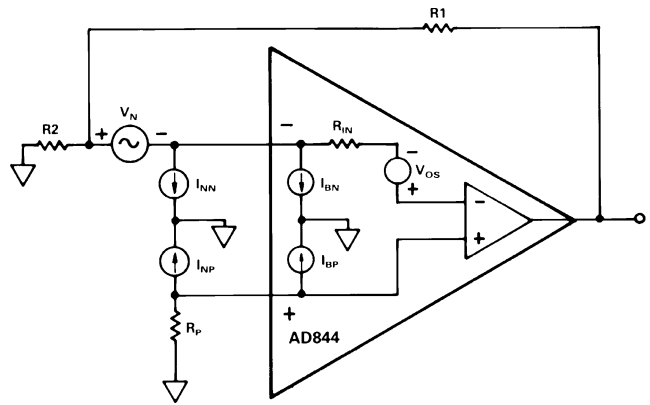 R1
V_N
R2
+
−
−
R_IN
−
V_OS
+
I_NN
I_BN
−
+
I_NP
I_BP
R_P
+
AD844